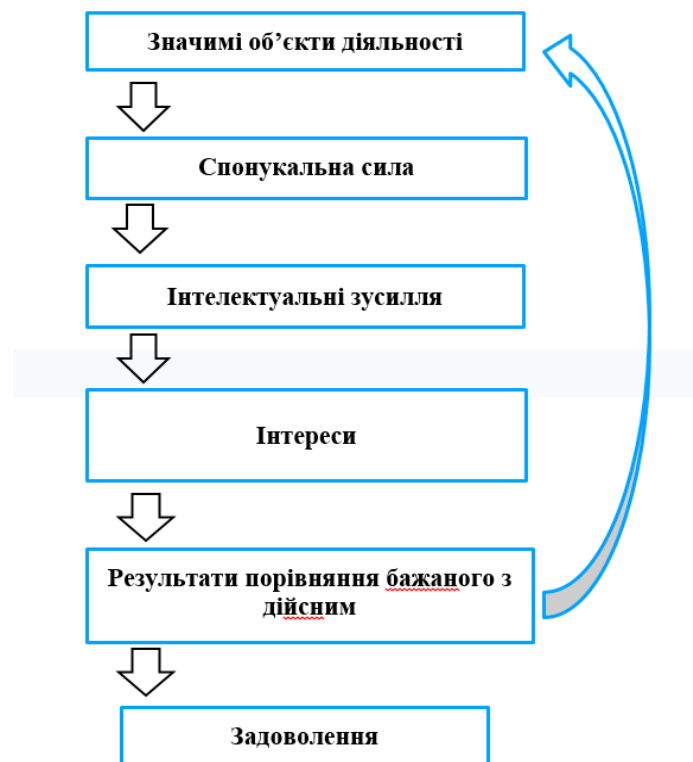 Значимі об’єкти діяльності
Спонукальна сила
Інтелектуальні зусилля
Інтереси
Результати порівняння бажаного з
дійсним
Задоволення